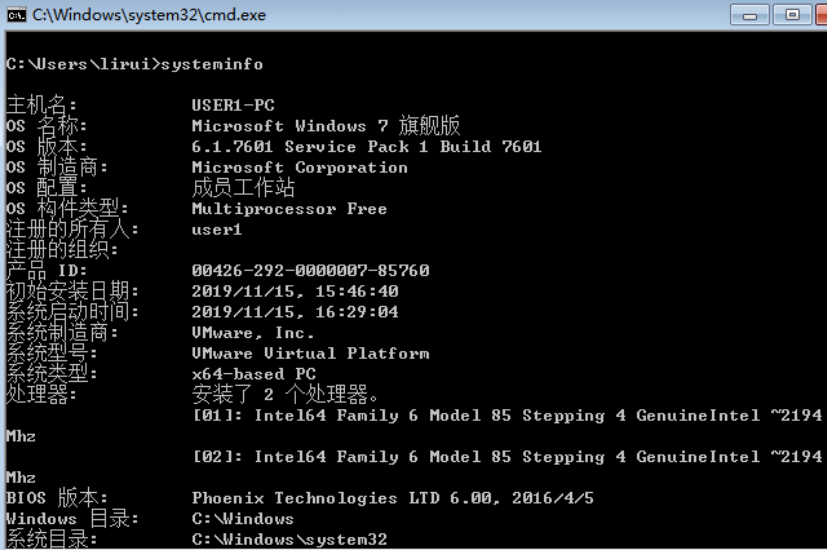 C:\Windows\system32\cmd.exe
C:\Users\lirui>systeminfo
主机名: USER1-PC
OS 名称: Microsoft Windows 7 旗舰版
OS 版本: 6.1.7601 Service Pack 1 Build 7601
OS 制造商: Microsoft Corporation
OS 配置: 成员工作站
OS 构件类型: Multiprocessor Free
注册的所有人: user1
注册的组织:
产品 ID: 00426-292-0000007-85760
初始安装日期: 2019/11/15, 15:46:40
系统启动时间: 2019/11/15, 16:29:04
系统制造商: VMware, Inc.
系统型号: VMware Virtual Platform
系统类型: x64-based PC
处理器: 安装了 2 个处理器。
[01]: Intel64 Family 6 Model 85 Stepping 4 GenuineIntel ~2194
Mhz
[02]: Intel64 Family 6 Model 85 Stepping 4 GenuineIntel ~2194
Mhz
BIOS 版本: Phoenix Technologies LTD 6.00, 2016/4/5
Windows 目录: C:\Windows
系统目录: C:\Windows\system32